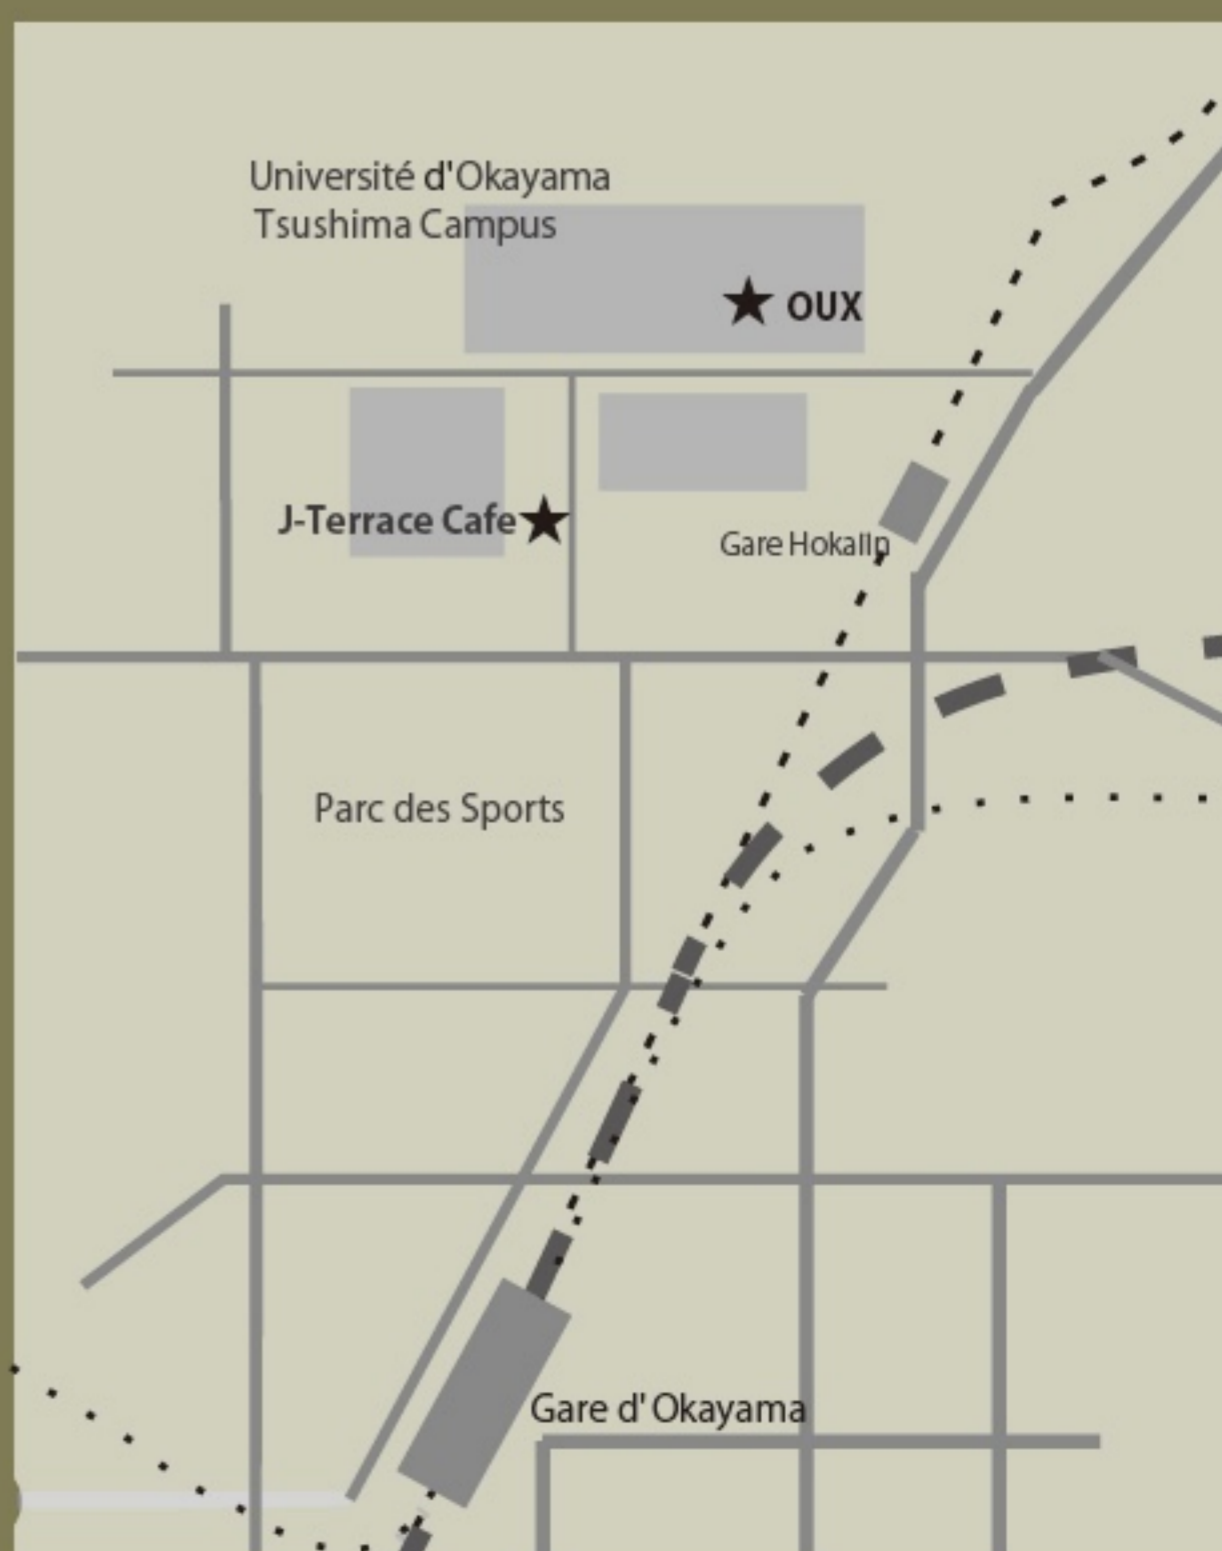 Université d'Okayama
Tsushima Campus
★ OUX
J-Terrace Cafe ★
Gare HokaIIn
Parc des Sports
Gare d' Okayama